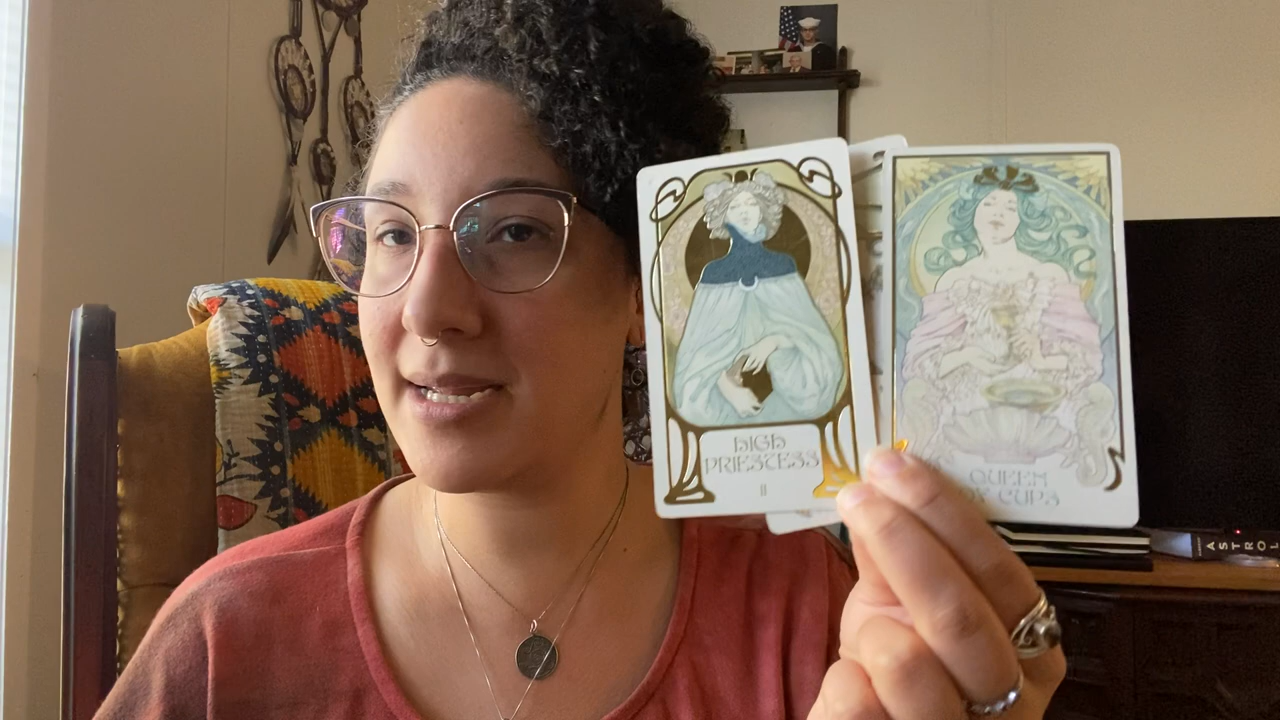 HIGH
PRIESTESS
II
QUEEN
OF CUPS
ASTROL